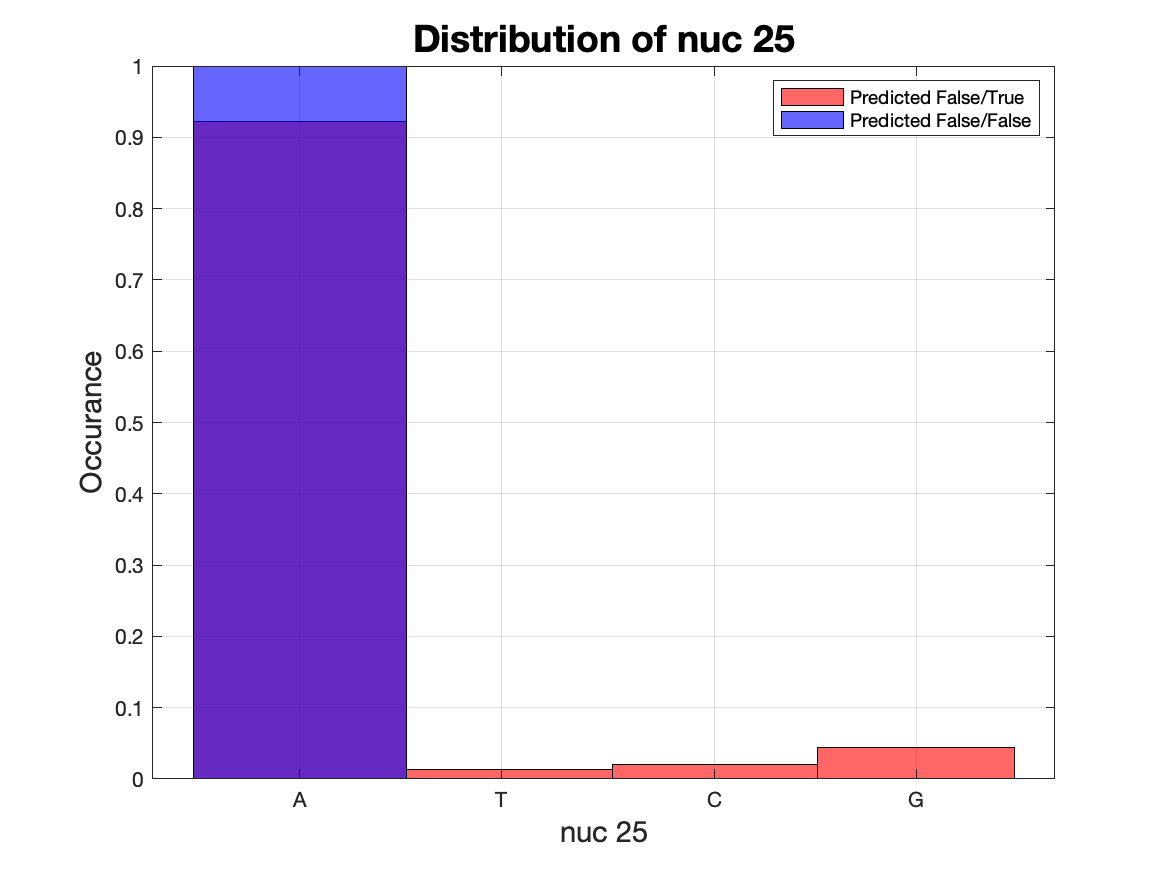 Distribution of nuc 25
Predicted False/True
Predicted False/False
Occurance
1
0.9
0.8
0.7
0.6
0.5
0.4
0.3
0.2
0.1
0
A T C G
nuc 25